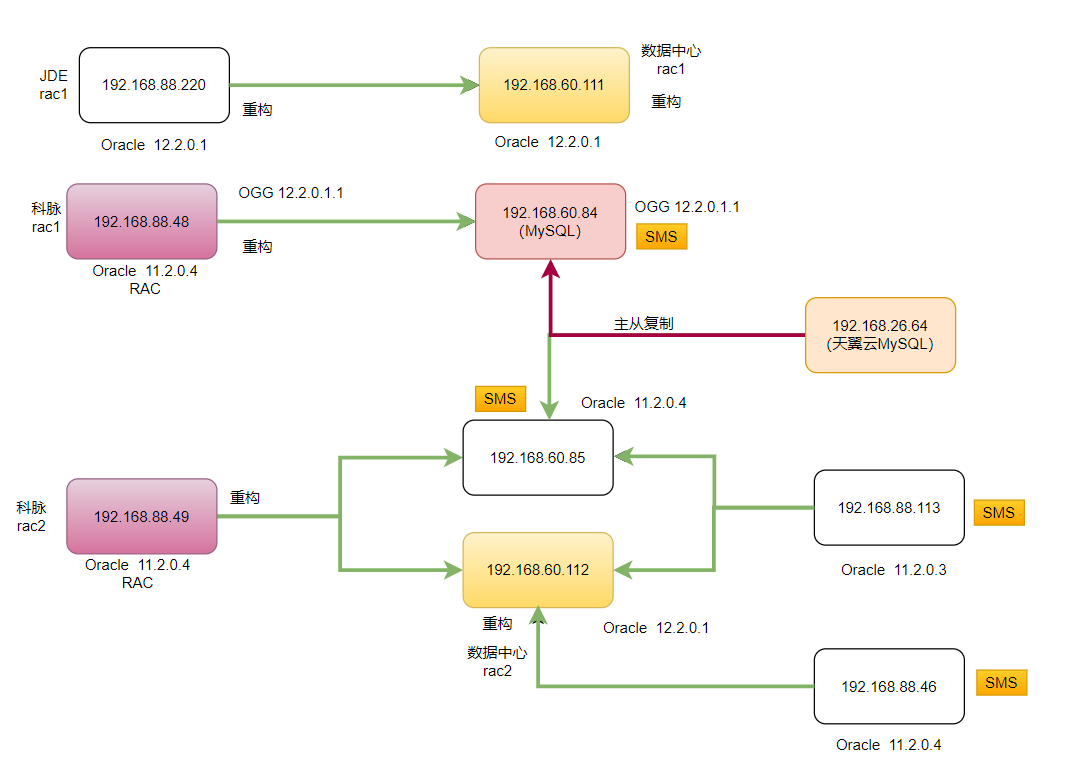 JDE
rac1
192.168.88.220
重构
Oracle  12.2.0.1
192.168.60.111
数据中心
rac1
重构
Oracle  12.2.0.1
科脉
rac1
192.168.88.48
OGG 12.2.0.1.1
重构
Oracle  11.2.0.4
RAC
192.168.60.84
(MySQL)
OGG 12.2.0.1.1
SMS
主从复制
192.168.26.64
(天翼云MySQL)
SMS
Oracle  11.2.0.4
192.168.60.85
科脉
rac2
192.168.88.49
重构
Oracle  11.2.0.4
RAC
192.168.88.113
SMS
Oracle  11.2.0.3
192.168.60.112
重构
数据中心
rac2
Oracle  12.2.0.1
192.168.88.46
SMS
Oracle  11.2.0.4